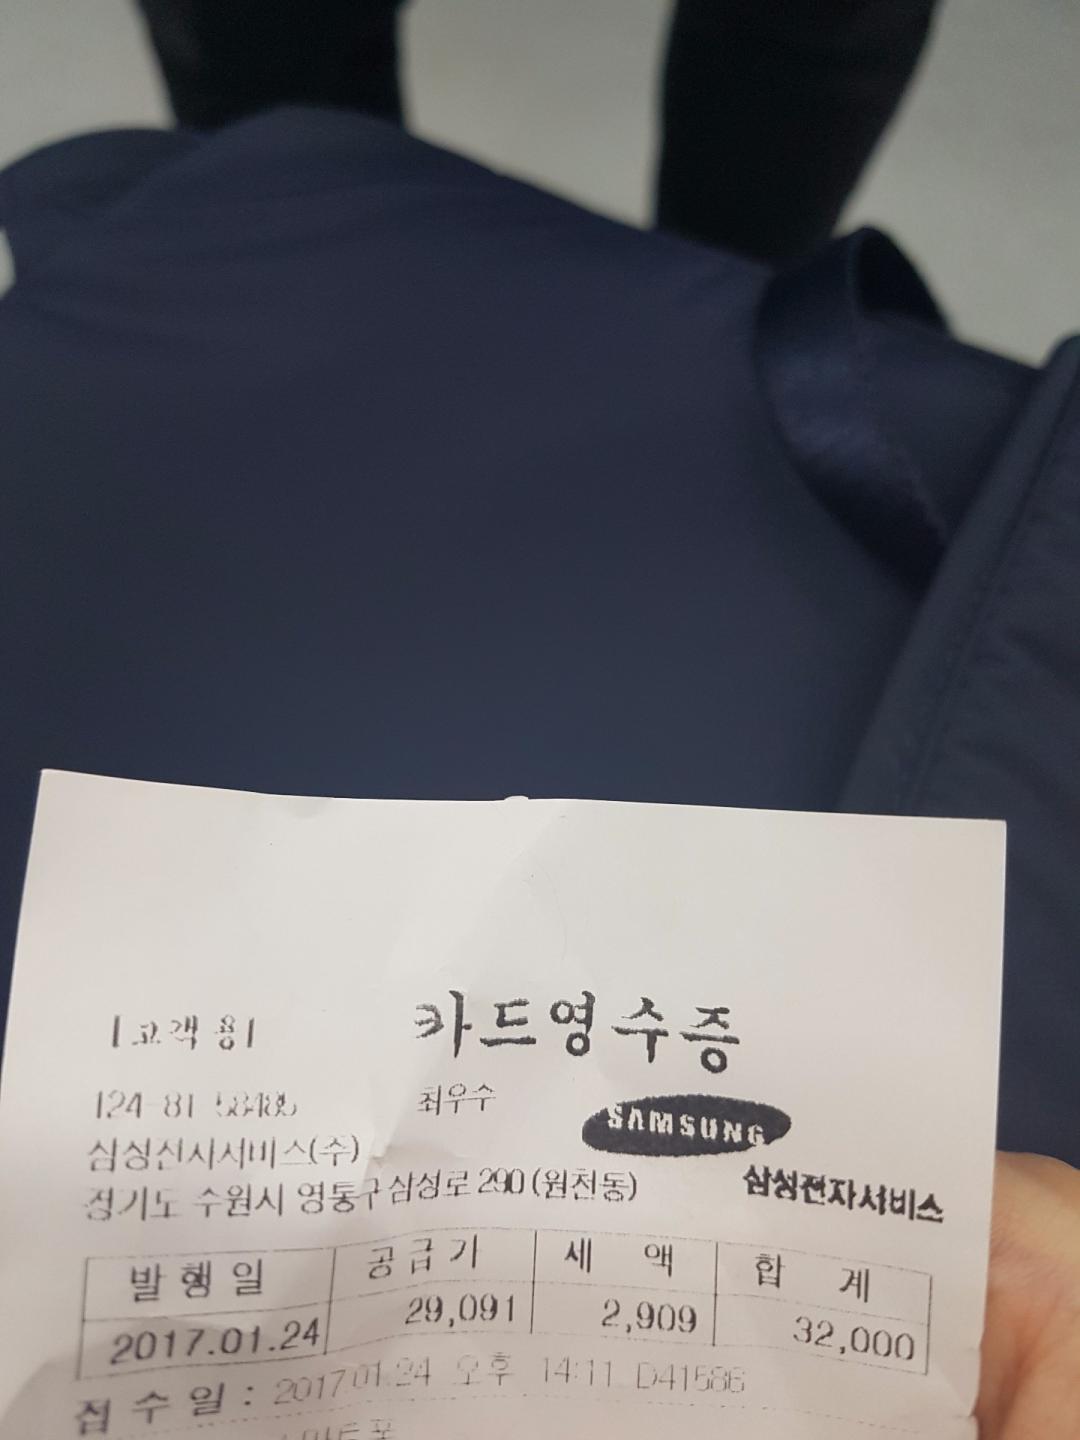 [고객용]
카드영수증
124-81-58485 최우수
SAMSUNG
삼성전자서비스(주)
경기도 수원시 영통구 삼성로 290 (원천동)
삼성전자서비스
발행일 공급가 세액 합계
2017.01.24 29,091 2,909 32,000
접수일 : 2017.01.24 오후 14:11 D41586